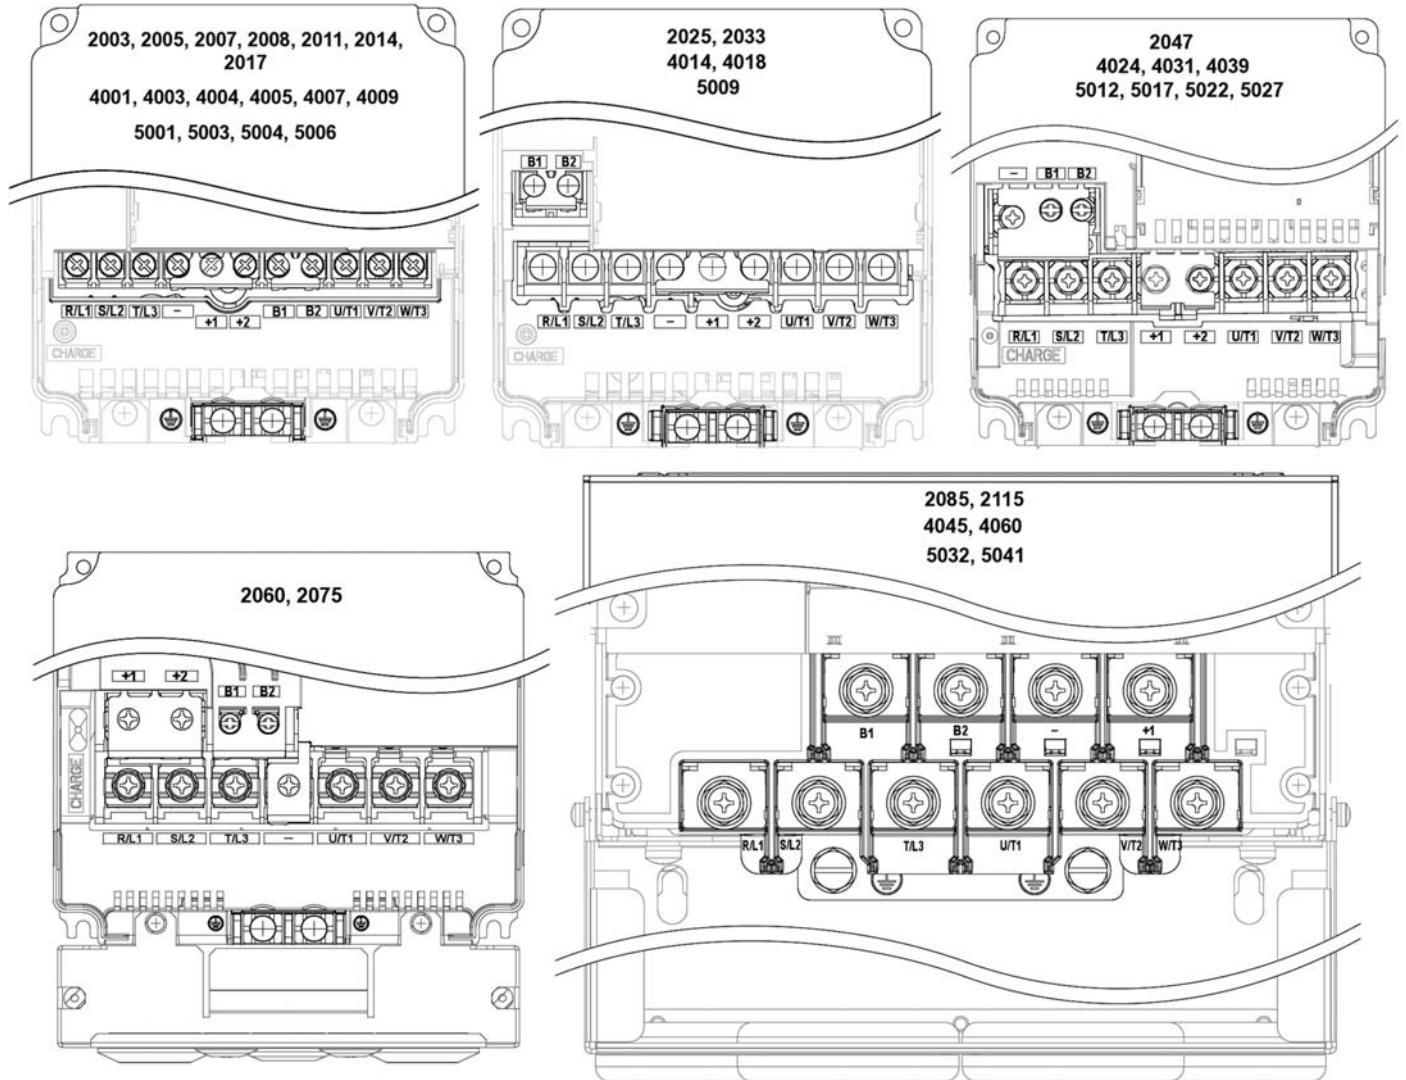 2003, 2005, 2007, 2008, 2011, 2014,
2017
4001, 4003, 4004, 4005, 4007, 4009
5001, 5003, 5004, 5006
R/L1 S/L2 T/L3 − +1 +2 B1 B2 U/T1 V/T2 W/T3
CHARGE
2025, 2033
4014, 4018
5009
B1 B2
R/L1 S/L2 T/L3 − +1 +2 U/T1 V/T2 W/T3
CHARGE
2047
4024, 4031, 4039
5012, 5017, 5022, 5027
− B1 B2
R/L1 S/L2 T/L3 +1 +2 U/T1 V/T2 W/T3
CHARGE
2060, 2075
+1 +2 B1 B2
CHARGE
R/L1 S/L2 T/L3 − U/T1 V/T2 W/T3
2085, 2115
4045, 4060
5032, 5041
B1 B2 − +1
R/L1 S/L2 T/L3 U/T1 V/T2 W/T3